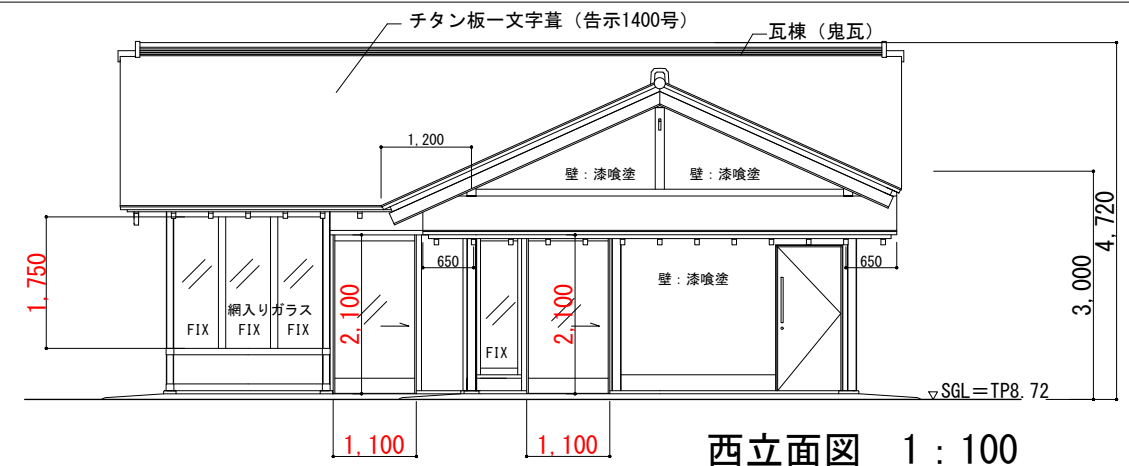 チタン板一文字葺（告示1400号）
瓦棟（鬼瓦）
1,200
壁：漆喰塗
壁：漆喰塗
4,720
3,000
1,750
650
650
壁：漆喰塗
2,100
2,100
網入りガラス
FIX
FIX
FIX
FIX
▽SGL＝TP8.72
1,100
1,100
西立面図　1：100